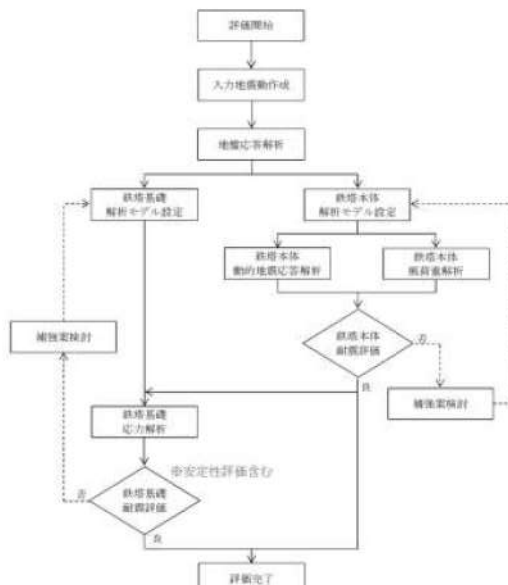 評価開始
入力地震動作成
地盤応答解析
鉄塔基礎
解析モデル設定
鉄塔本体
解析モデル設定
鉄塔本体
動的地震応答解析
鉄塔本体
風荷重解析
鉄塔本体
耐震評価
否
良
補強案検討
補強案検討
鉄塔基礎
応力解析
※安定性評価含む
鉄塔基礎
耐震評価
否
良
評価完了